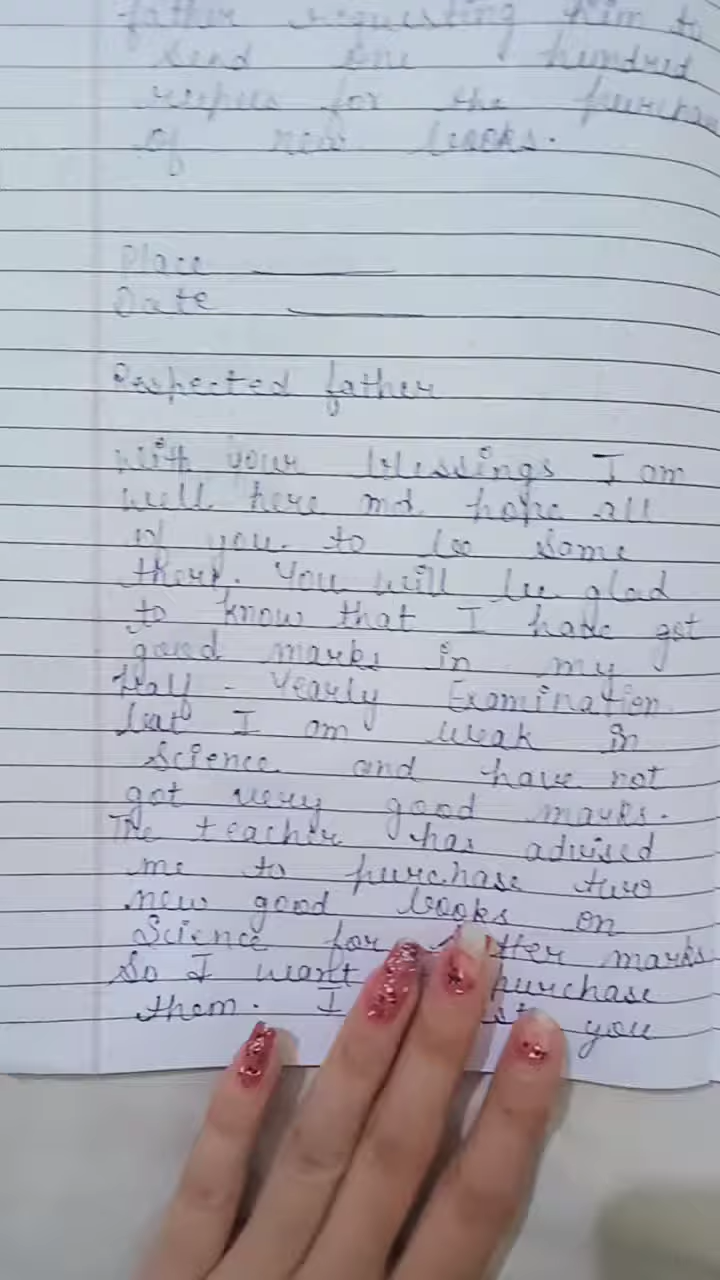 father requesting him to
send one hundred
rupees for the purchas
of new books.
Place
Date
Respected father
With your blessings I am
well here and hope all
of you to be same
there. You will be glad
to know that I have got
good marks in my
Half - Yearly Examination
but I am weak in
Science and have not
got very good marks.
The teacher has advised
me to purchase two
new good books on
Science for marks
So I want purchase
them. I you